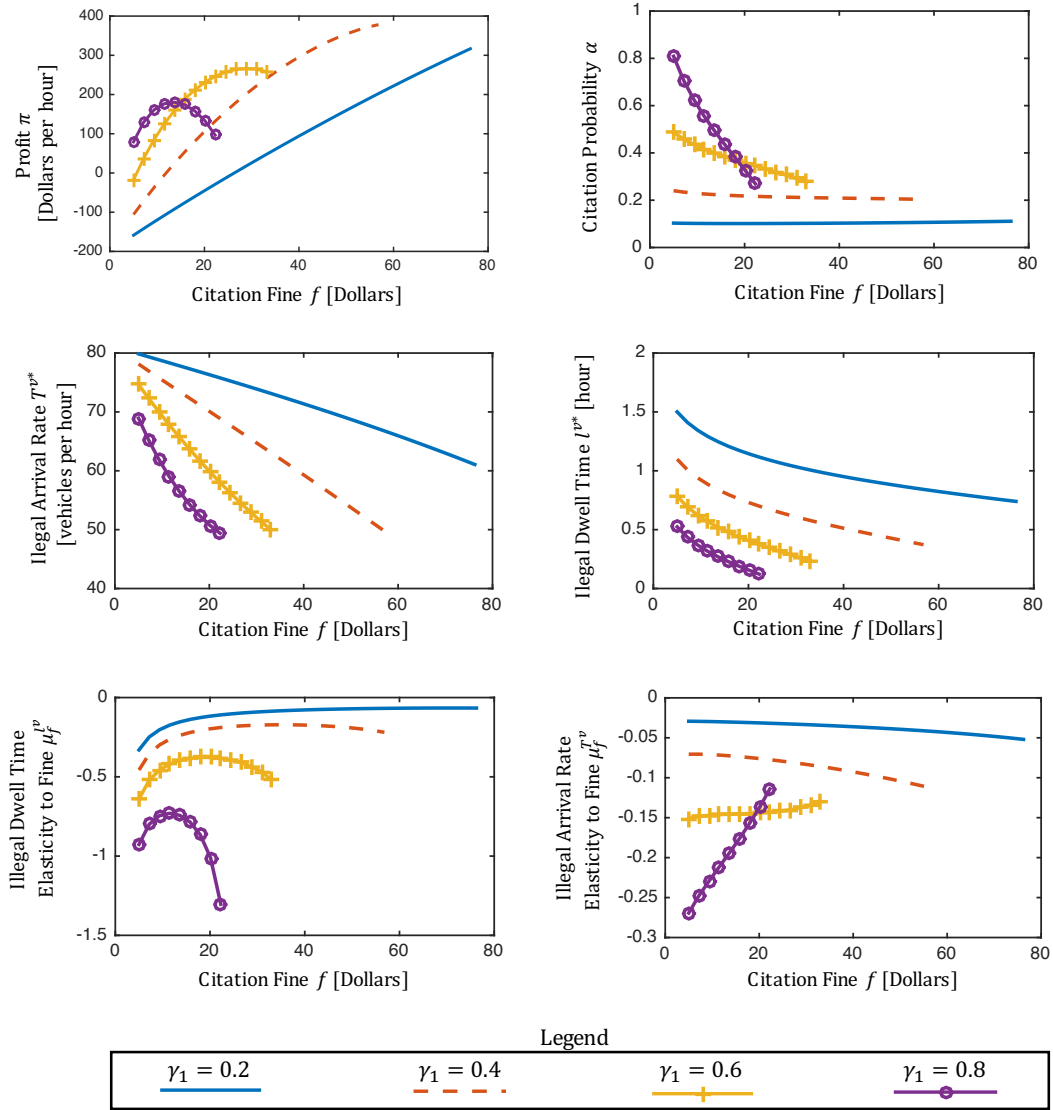 400
300
200
100
0
-100
-200
0 20 40 60 80
Profit π
[Dollars per hour]
Citation Fine f [Dollars]
1
0.8
0.6
0.4
0.2
0
0 20 40 60 80
Citation Probability α
Citation Fine f [Dollars]
80
70
60
50
40
0 20 40 60 80
Ilegal Arrival Rate T^{v*}
[vehicles per hour]
Citation Fine f [Dollars]
2
1.5
1
0.5
0
0 20 40 60 80
Ilegal Dwell Time l^{v*} [hour]
Citation Fine f [Dollars]
0
-0.5
-1
-1.5
0 20 40 60 80
Illegal Dwell Time
Elasticity to Fine μ_f^{l^v}
Citation Fine f [Dollars]
0
-0.05
-0.1
-0.15
-0.2
-0.25
-0.3
0 20 40 60 80
Illegal Arrival Rate
Elasticity to Fine μ_f^{T^v}
Citation Fine f [Dollars]
Legend
γ₁ = 0.2 γ₁ = 0.4 γ₁ = 0.6 γ₁ = 0.8